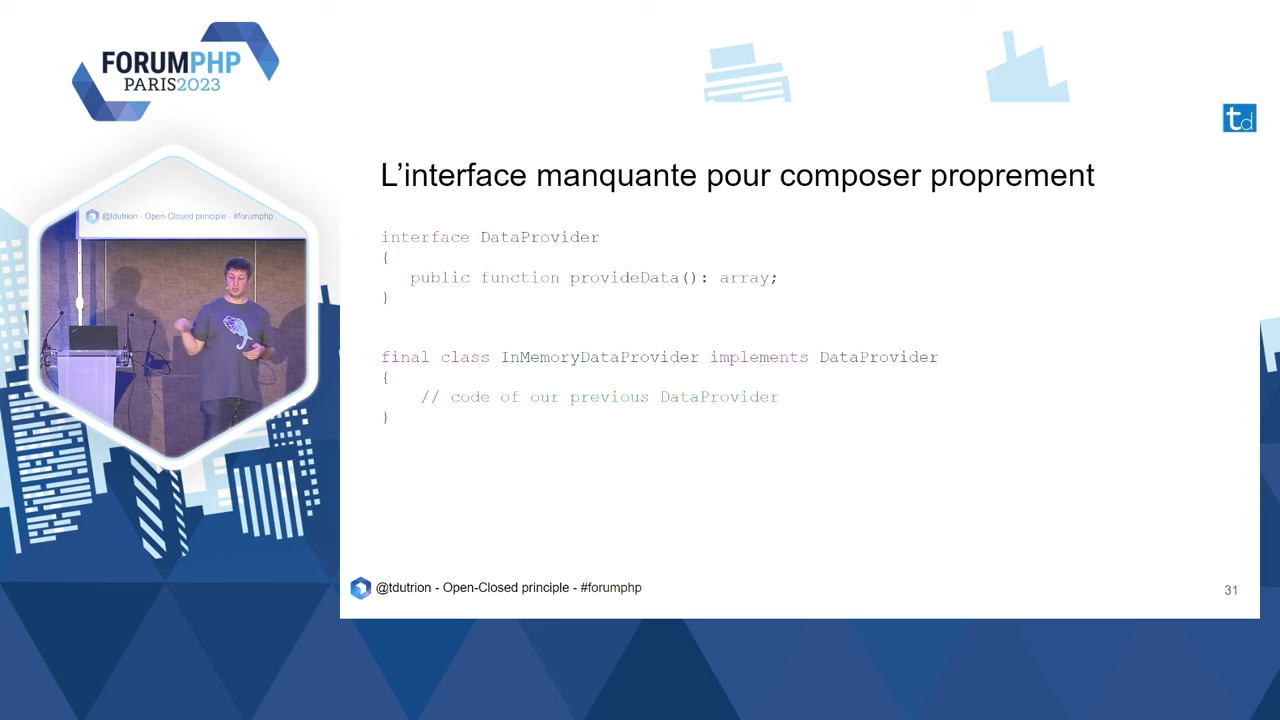 FORUMPHP
PARIS2023
td
@tdutrion - Open-Closed principle - #forumphp
L’interface manquante pour composer proprement
interface DataProvider
{
public function provideData(): array;
}
final class InMemoryDataProvider implements DataProvider
{
// code of our previous DataProvider
}
@tdutrion - Open-Closed principle - #forumphp
31